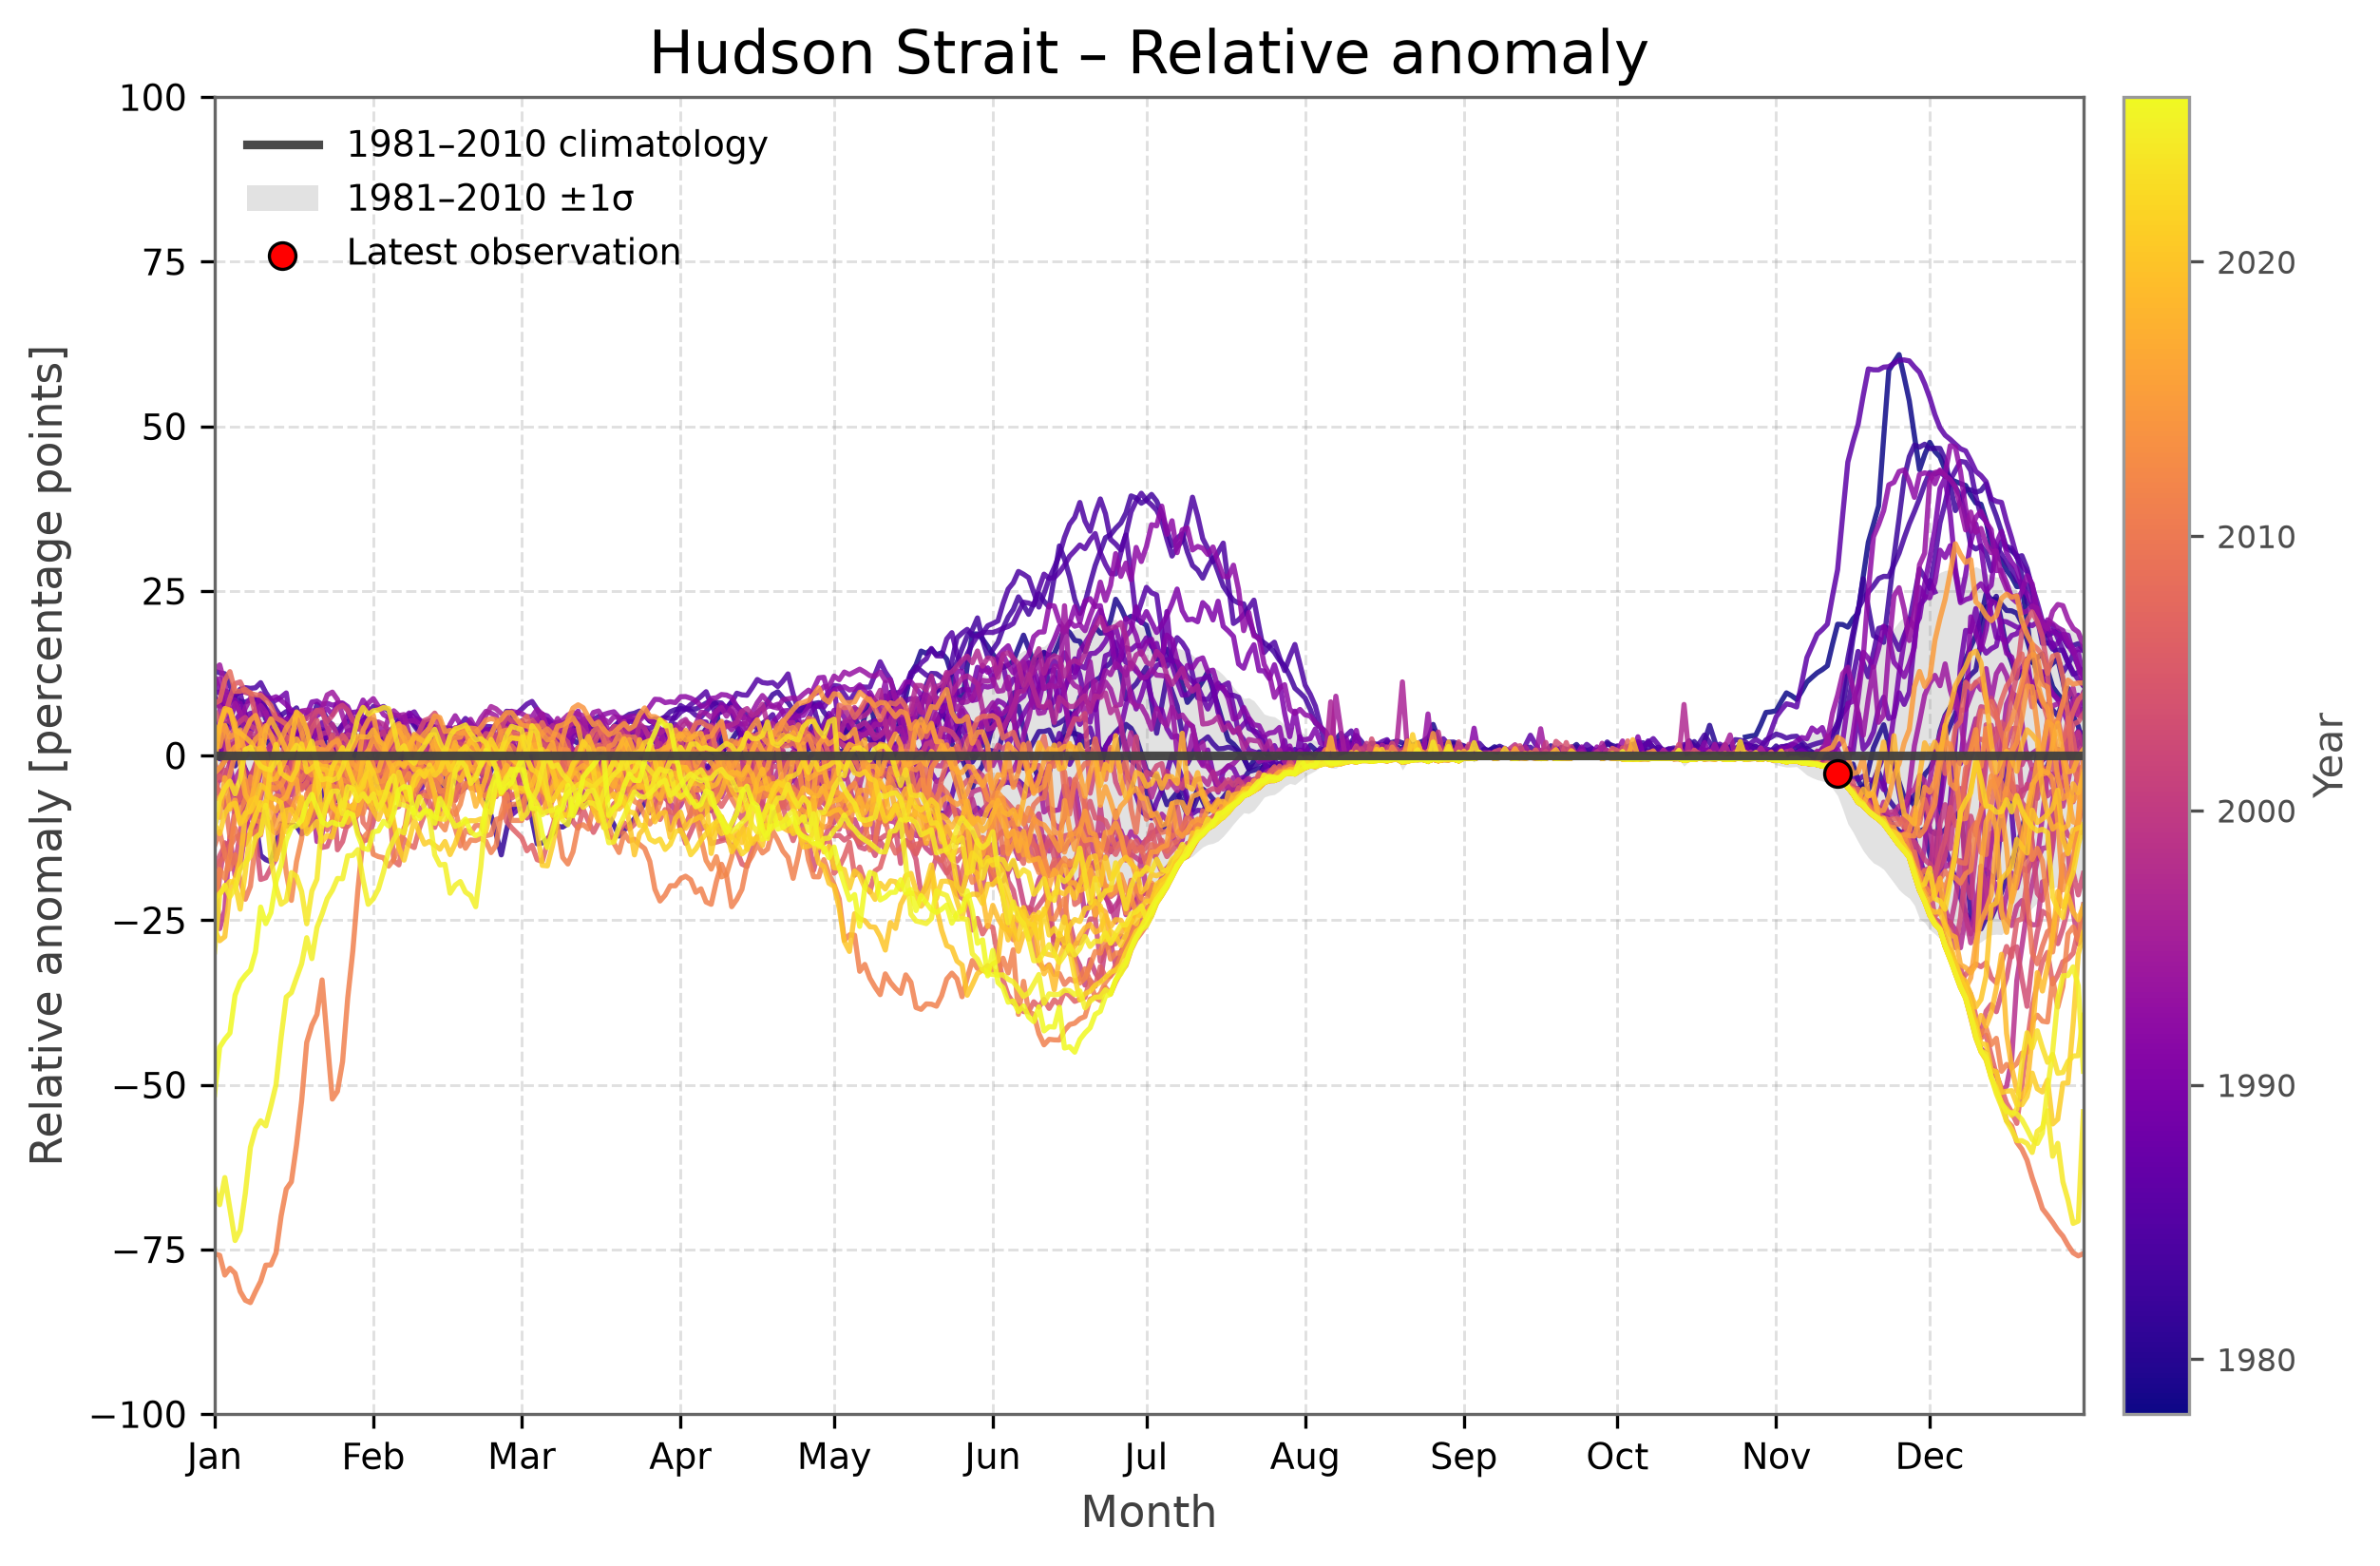 Hudson Strait – Relative anomaly
1981–2010 climatology
1981–2010 ±1σ
Latest observation
Relative anomaly [percentage points]
100
75
50
25
0
−25
−50
−75
−100
Jan Feb Mar Apr May Jun Jul Aug Sep Oct Nov Dec
Month
2020
2010
2000
1990
1980
Year